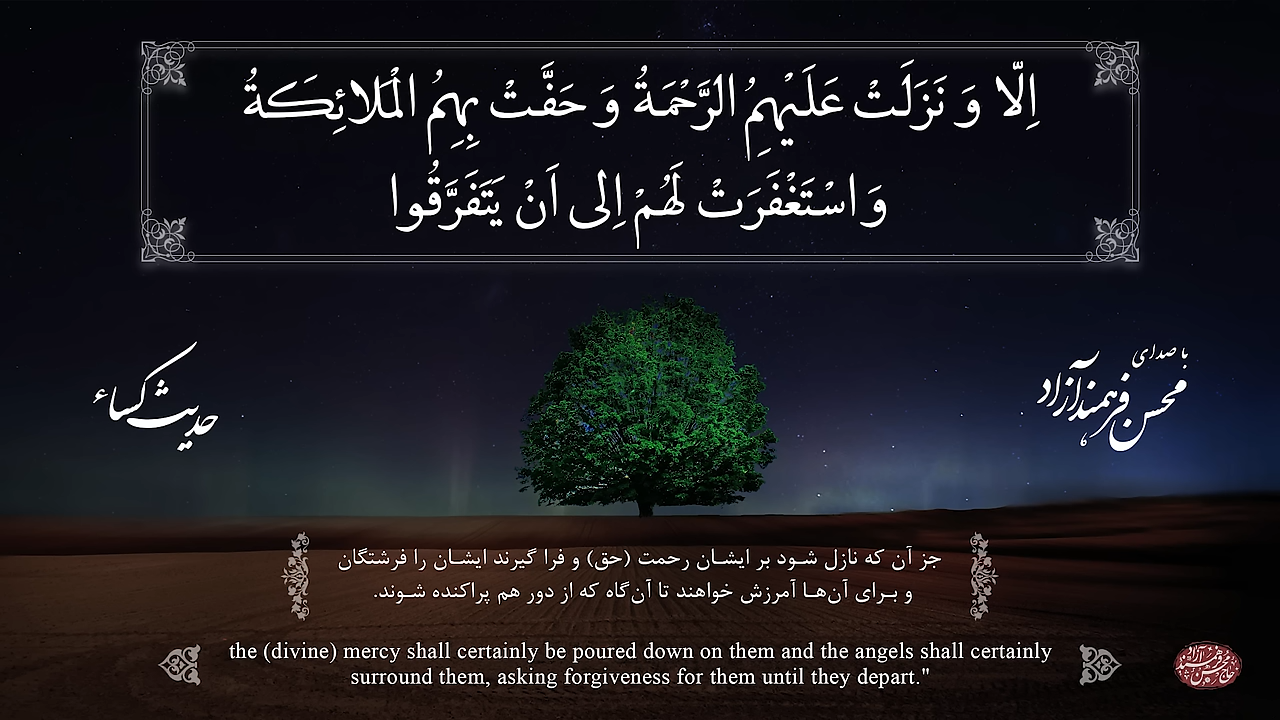 اِلّا وَ نَزَلَتْ عَلَيْهِمُ الرَّحْمَةُ وَ حَفَّتْ بِهِمُ الْمَلائِكَةُ
وَ اسْتَغْفَرَتْ لَهُمْ اِلى اَنْ يَتَفَرَّقُوا
با صدای
محسن فرهمند آزاد
حدیث کساء
جز آن که نازل شود بر ایشان رحمت (حق) و فرا گیرند ایشان را فرشتگان
و برای آن‌ها آمرزش خواهند تا آن‌گاه که از دور هم پراکنده شوند.
the (divine) mercy shall certainly be poured down on them and the angels shall certainly
surround them, asking forgiveness for them until they depart."